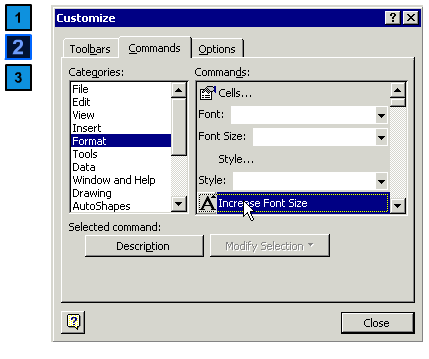 1
2
3
Customize
Toolbars Commands Options
Categories:
File
Edit
View
Insert
Format
Tools
Data
Window and Help
Drawing
AutoShapes
Commands:
Cells...
Font:
Font Size:
Style...
Style:
A Increase Font Size
Selected command:
Description Modify Selection
? Close